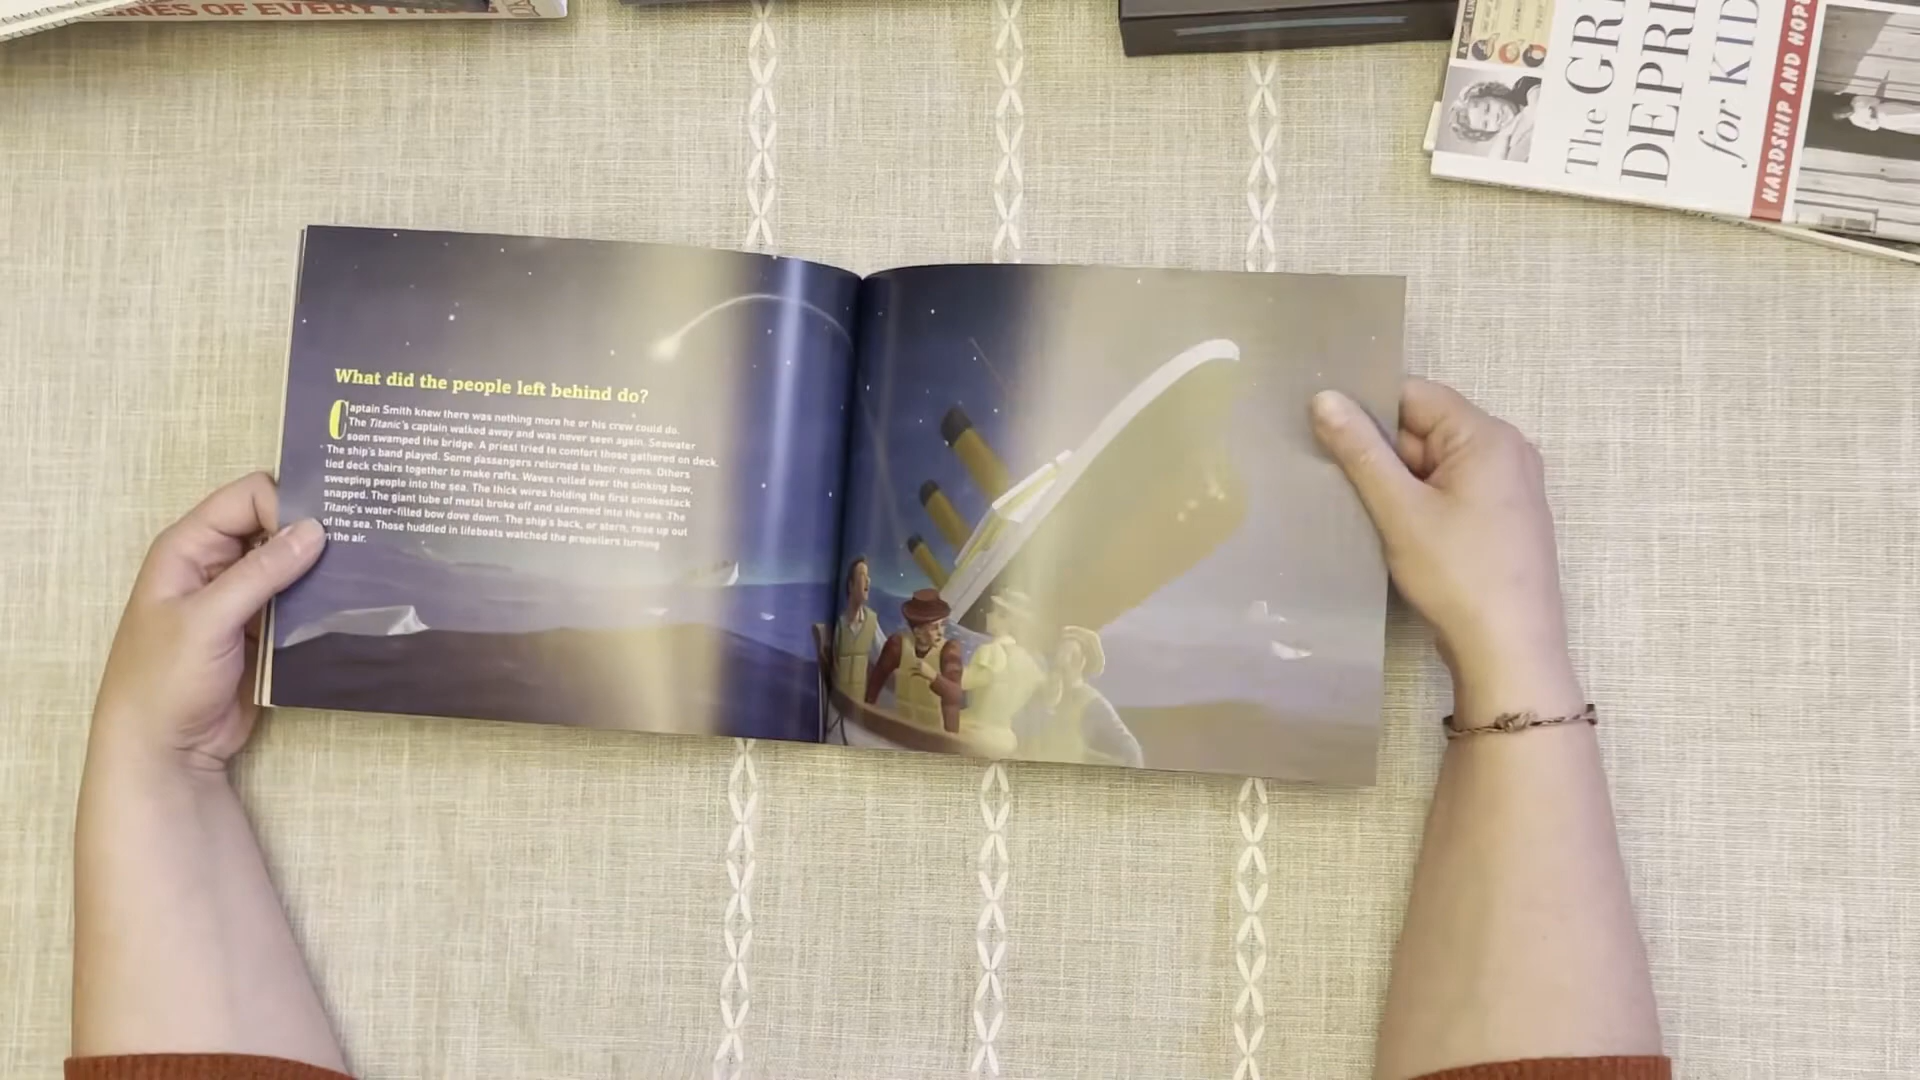 INES OF EVERYTHING
The GRE
DEPRE
for KID
HARDSHIP AND HOPE
What did the people left behind do?
Captain Smith knew there was nothing more he or his crew could do.
The Titanic's captain walked away and was never seen again. Seawater
soon swamped the bridge. A priest tried to comfort those gathered on deck.
The ship's band played. Some passengers returned to their rooms. Others
tied deck chairs together to make rafts. Waves rolled over the sinking bow,
sweeping people into the sea. The thick wires holding the first smokestack
snapped. The giant tube of metal broke off and slammed into the sea. The
Titanic's water-filled bow dove down. The ship's back, or stern, rose up out
of the sea. Those huddled in lifeboats watched the propellers turning
n the air.